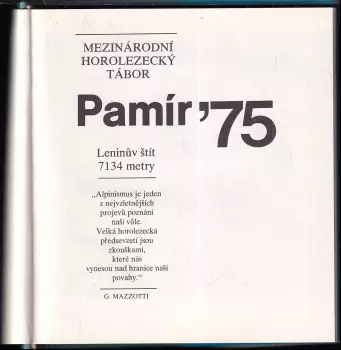 MEZINÁRODNÍ
HOROLEZECKÝ
TÁBOR
Pamír '75
Leninův štít
7134 metry
„Alpinismus je jeden
z nejvzletnějších
projevů poznání
naší vůle.
Velká horolezecká
předsevzetí jsou
zkouškami,
které nás
vynesou nad hranice naší
povahy.“
G. MAZZOTTI